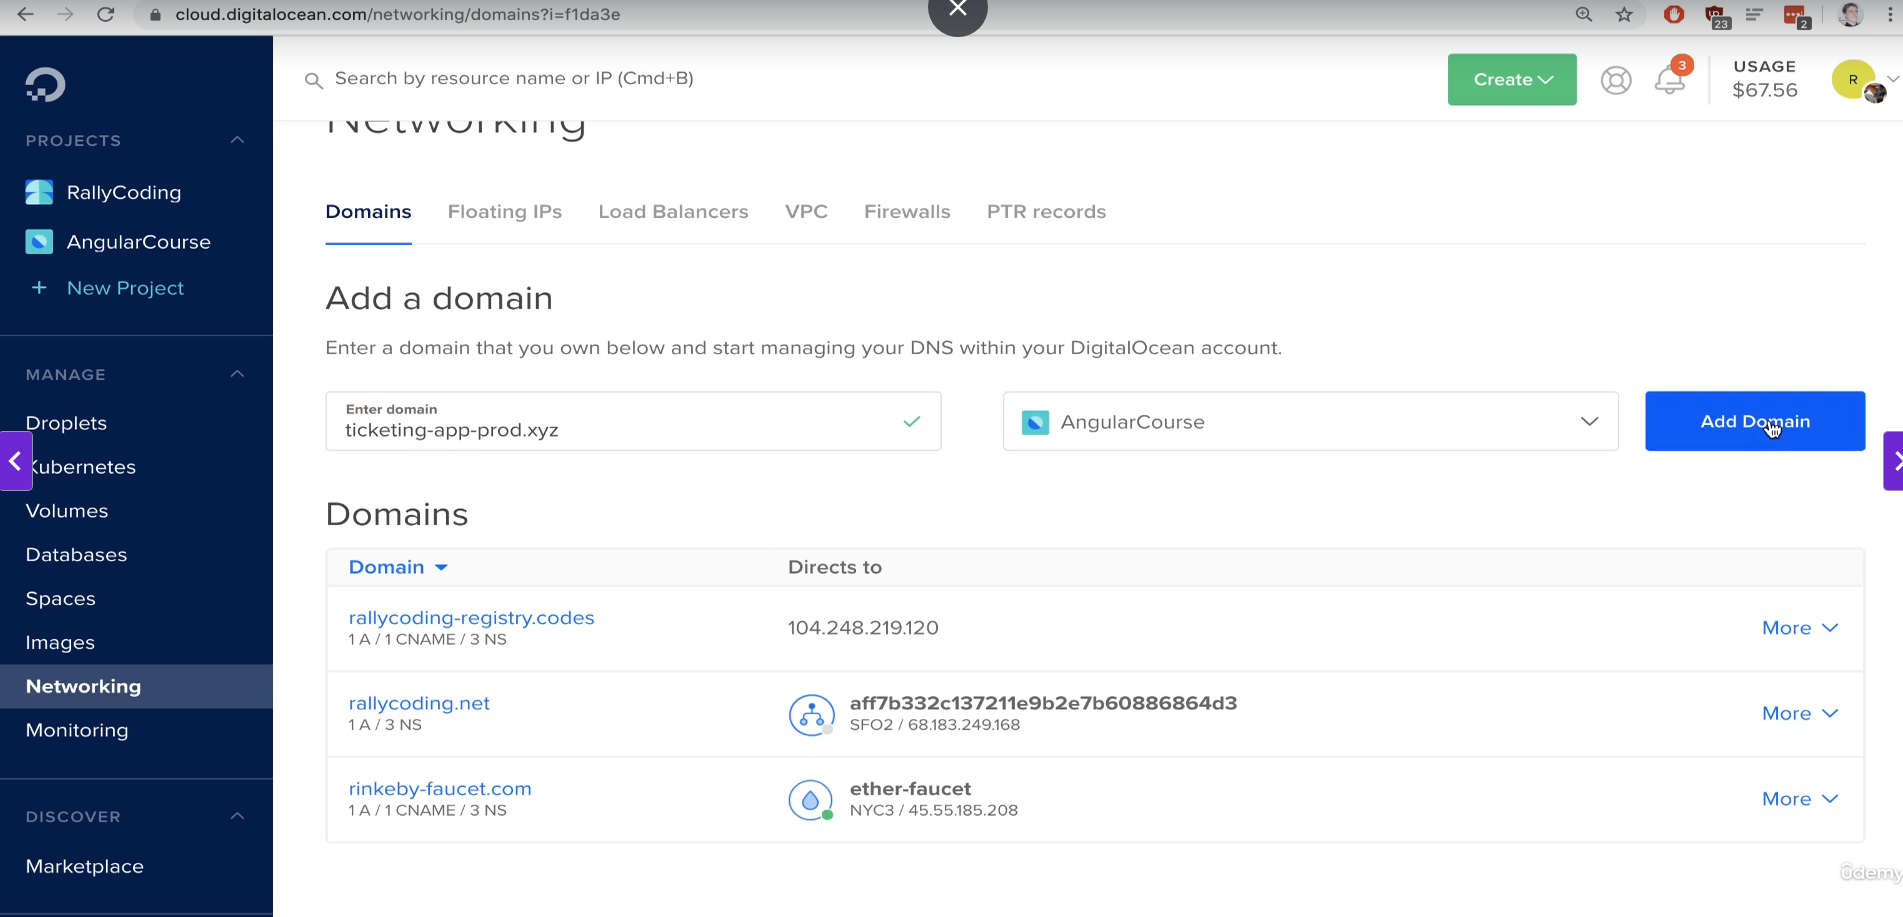 cloud.digitalocean.com/networking/domains?i=f1da3e
23
2
Search by resource name or IP (Cmd+B)
Create
3
USAGE
$67.56
R
PROJECTS
RallyCoding
AngularCourse
+ New Project
MANAGE
Droplets
Kubernetes
Volumes
Databases
Spaces
Images
Networking
Monitoring
DISCOVER
Marketplace
Networking
Domains Floating IPs Load Balancers VPC Firewalls PTR records
Add a domain
Enter a domain that you own below and start managing your DNS within your DigitalOcean account.
Enter domain
ticketing-app-prod.xyz
AngularCourse
Add Domain
Domains
Domain Directs to
rallycoding-registry.codes
1 A / 1 CNAME / 3 NS
104.248.219.120
More
rallycoding.net
1 A / 3 NS
aff7b332c137211e9b2e7b60886864d3
SFO2 / 68.183.249.168
More
rinkeby-faucet.com
1 A / 1 CNAME / 3 NS
ether-faucet
NYC3 / 45.55.185.208
More
ûdemy